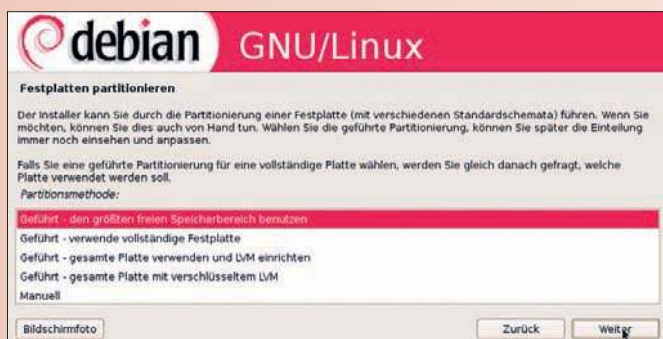 debian GNU/Linux
Festplatten partitionieren
Der Installer kann Sie durch die Partitionierung einer Festplatte (mit verschiedenen Standardschemata) führen. Wenn Sie
möchten, können Sie dies auch von Hand tun. Wählen Sie die geführte Partitionierung, können Sie später die Einteilung
immer noch einsehen und anpassen.
Falls Sie eine geführte Partitionierung für eine vollständige Platte wählen, werden Sie gleich danach gefragt, welche
Platte verwendet werden soll.
Partitionsmethode:
Geführt - den größten freien Speicherbereich benutzen
Geführt - verwende vollständige Festplatte
Geführt - gesamte Platte verwenden und LVM einrichten
Geführt - gesamte Platte mit verschlüsseltem LVM
Manuell
Bildschirmfoto Zurück Weiter